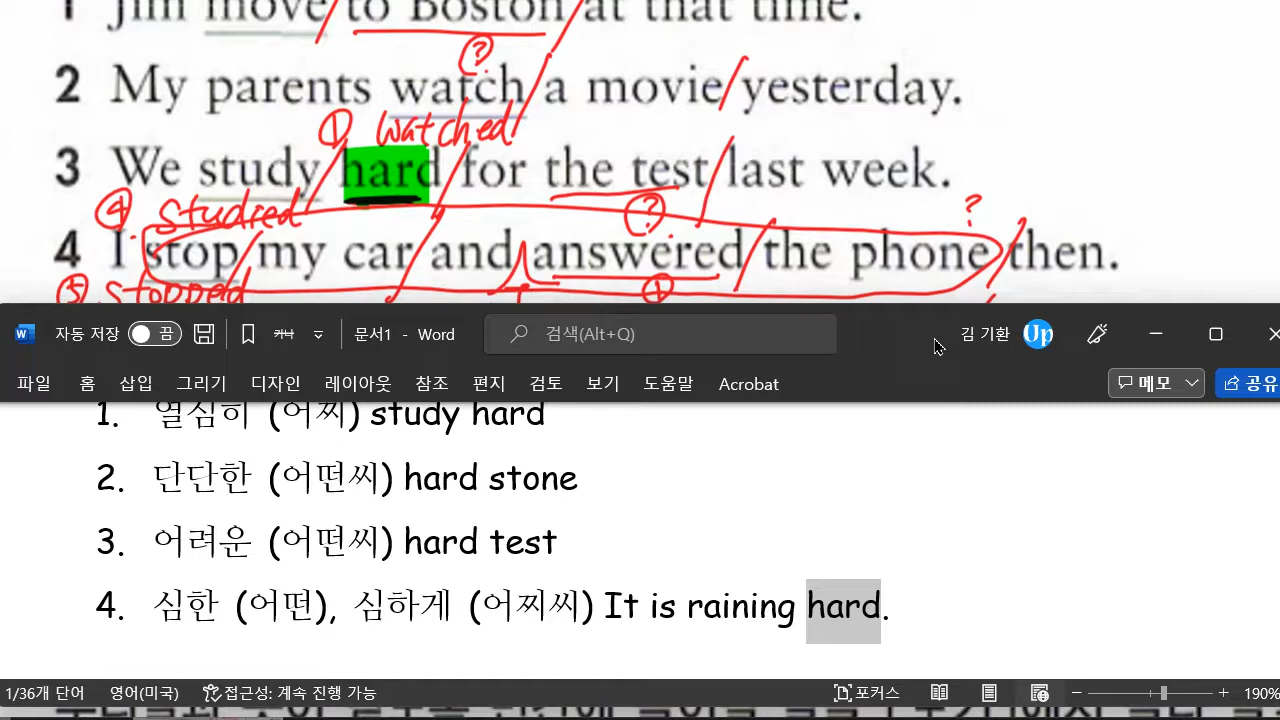 1 Jim move to Boston at that time.
?
2 My parents watch a movie yesterday.
① watched
3 We study hard for the test last week.
④ studied ? ?
4 I stop my car and answered the phone then.
⑤ stopped ①
자동 저장 끔 문서1 - Word 검색(Alt+Q) 김 기환 Up
파일 홈 삽입 그리기 디자인 레이아웃 참조 편지 검토 보기 도움말 Acrobat 메모 공유
1. 열심히 (어찌) study hard
2. 단단한 (어떤씨) hard stone
3. 어려운 (어떤씨) hard test
4. 심한 (어떤), 심하게 (어찌씨) It is raining hard.
1/36개 단어 영어(미국) 접근성: 계속 진행 가능 포커스 190%